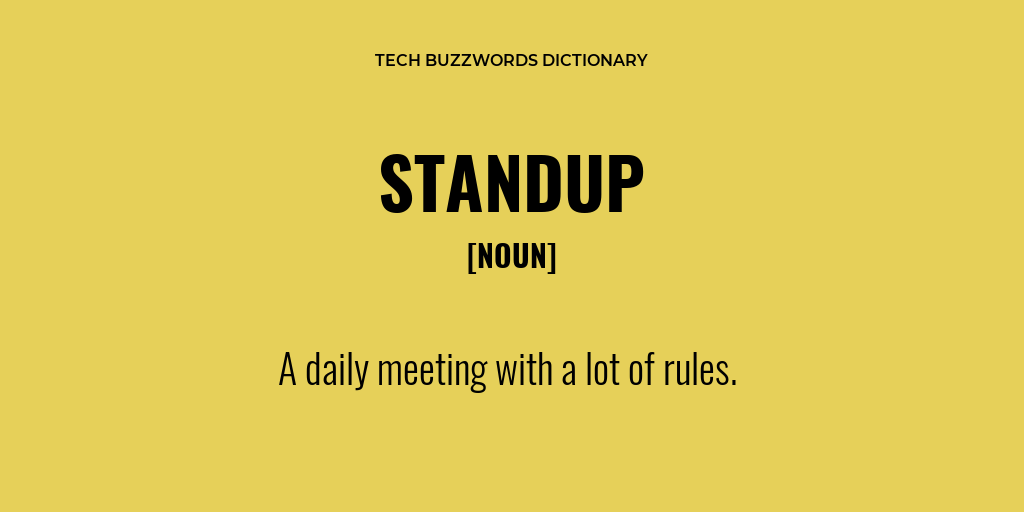 TECH BUZZWORDS DICTIONARY
STANDUP
[NOUN]
A daily meeting with a lot of rules.